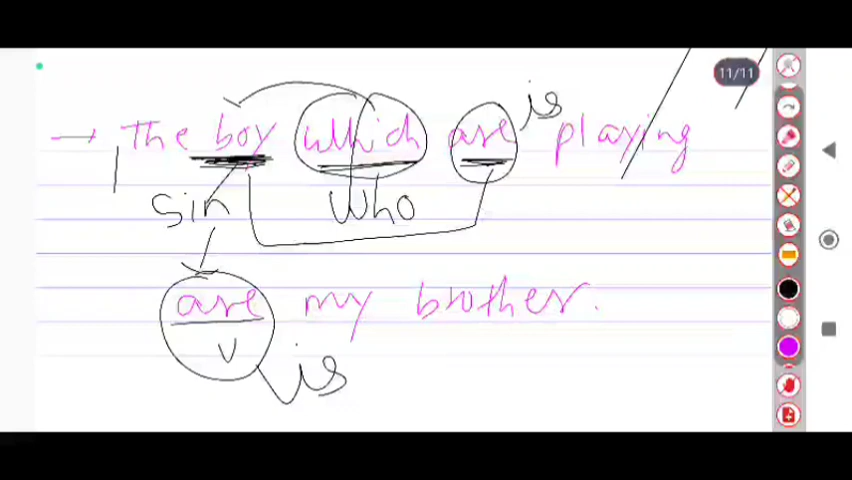 11/11
is
→ The boy which are playing
sin who
are my brother.
v is